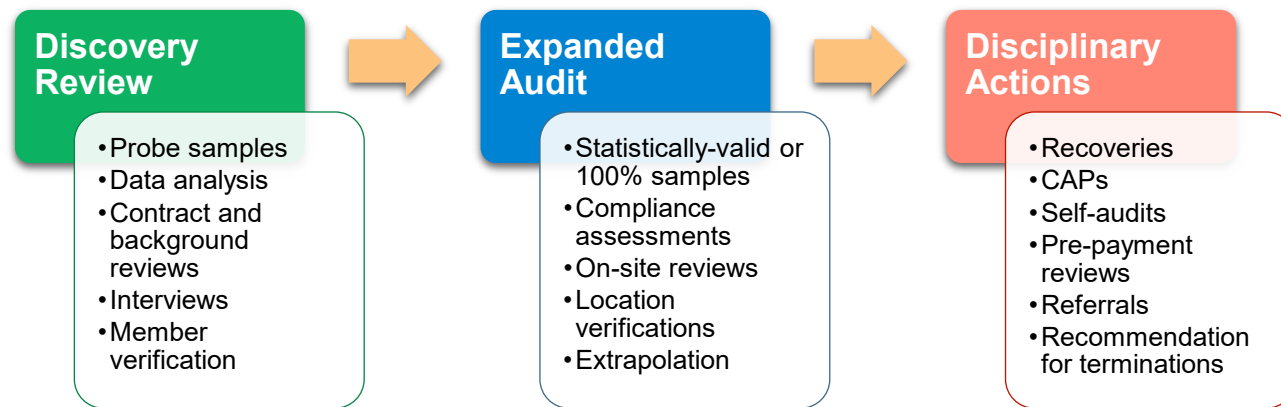 Discovery
Review
•Probe samples
•Data analysis
•Contract and
background
reviews
•Interviews
•Member
verification
Expanded
Audit
•Statistically-valid or
100% samples
•Compliance
assessments
•On-site reviews
•Location
verifications
•Extrapolation
Disciplinary
Actions
•Recoveries
•CAPs
•Self-audits
•Pre-payment
reviews
•Referrals
•Recommendation
for terminations